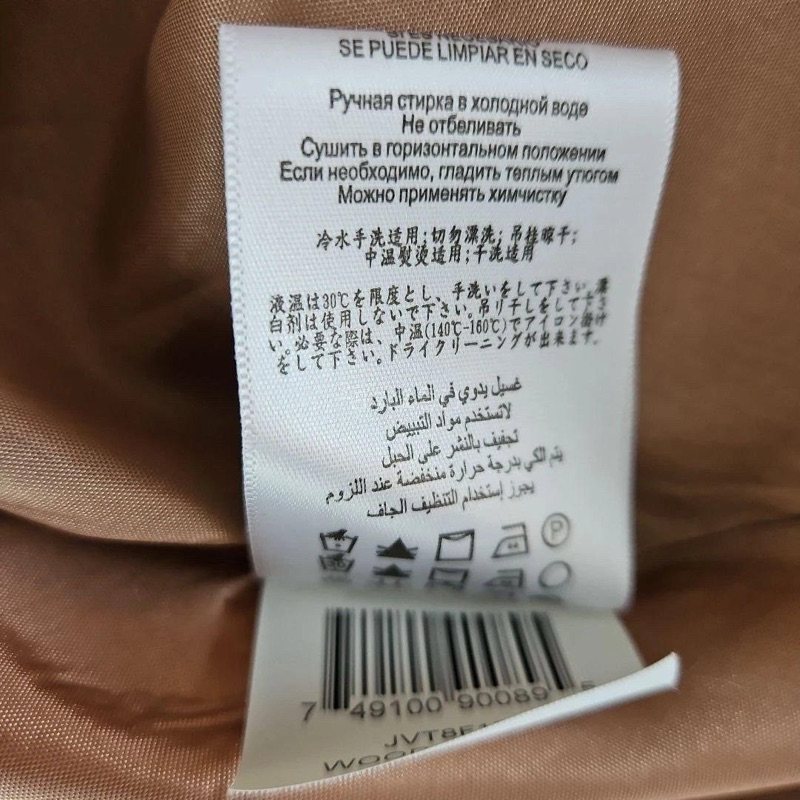 SE PUEDE LIMPIAR EN SECO
Ручная стирка в холодной воде
Не отбеливать
Сушить в горизонтальном положении
Если необходимо, гладить теплым утюгом
Можно применять химчистку
冷水手洗适用;切勿漂洗;吊挂晾干;
中温熨烫适用;干洗适用
液温は30℃を限度とし、手洗いをして下さい。漂
白剤は使用しないで下さい。吊り干しをして下さ
い。必要な際は、中温(140℃-160℃)でアイロン掛け
をして下さい。ドライクリーニングが出来ます。
غسيل يدوي في الماء البارد
لاتستخدم مواد التبييض
تجفيف بالنشر على الحبل
يتم الكي بدرجة حرارة منخفضة عند اللزوم
يجرز إستخدام التنظيف الجاف
P
7 49100 90089 5
JVT8F
WOOD